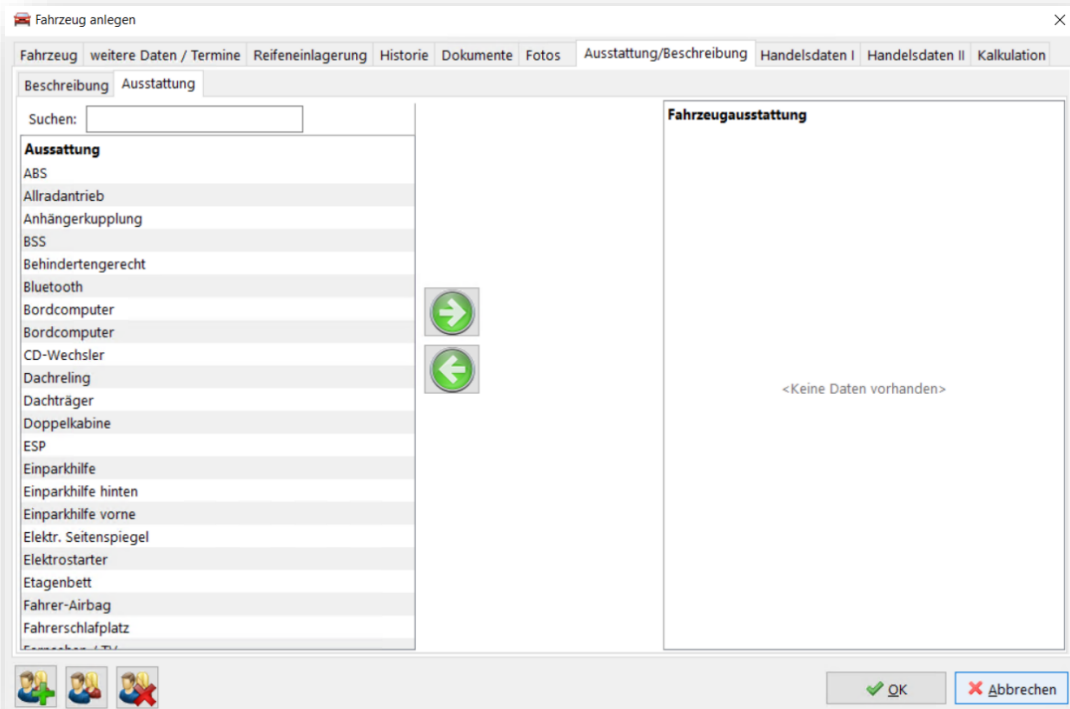 Fahrzeug anlegen
Fahrzeug weitere Daten / Termine Reifeneinlagerung Historie Dokumente Fotos Ausstattung/Beschreibung Handelsdaten I Handelsdaten II Kalkulation
Beschreibung Ausstattung
Suchen:
Fahrzeugausstattung
Aussattung
ABS
Allradantrieb
Anhängerkupplung
BSS
Behindertengerecht
Bluetooth
Bordcomputer
Bordcomputer
CD-Wechsler
Dachreling
Dachträger
<Keine Daten vorhanden>
Doppelkabine
ESP
Einparkhilfe
Einparkhilfe hinten
Einparkhilfe vorne
Elektr. Seitenspiegel
Elektrostarter
Etagenbett
Fahrer-Airbag
Fahrerschlafplatz
Fernsehen / TV
OK Abbrechen